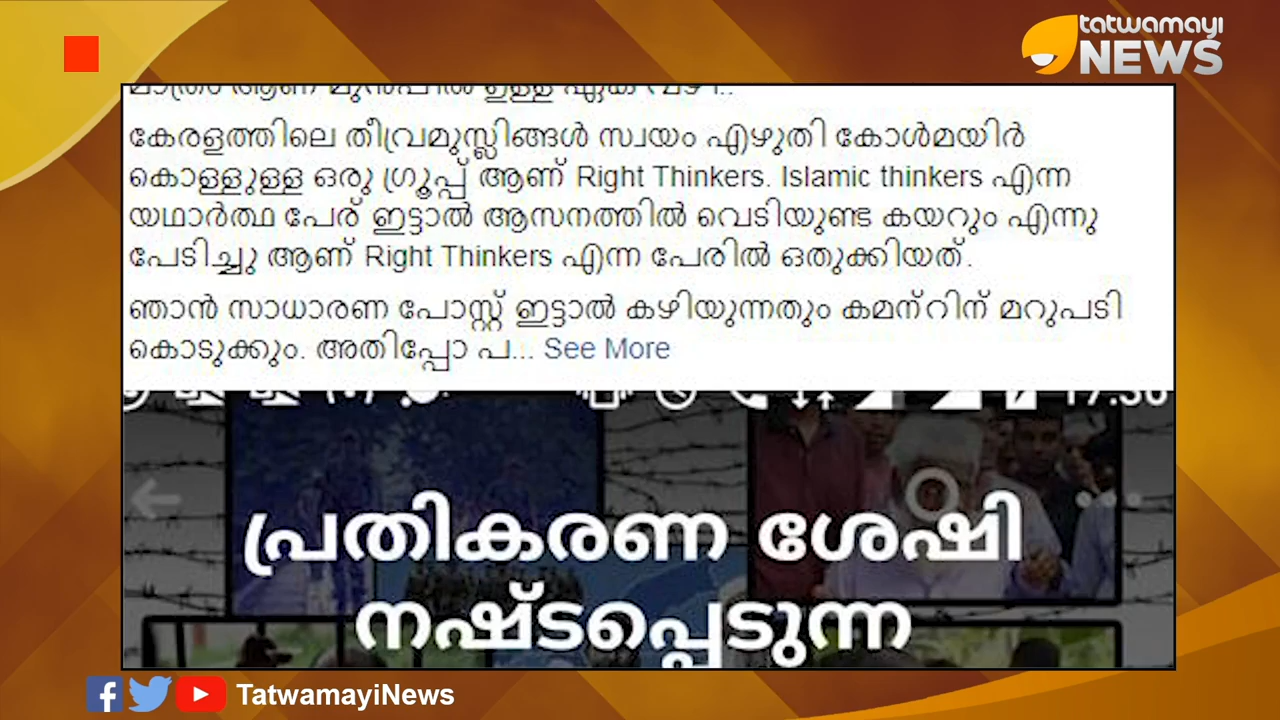 tatwamayi
NEWS
കേരളത്തിലെ തീവ്രമുസ്ലിങ്ങൾ സ്വയം എഴുതി കോൾമയിർ
കൊള്ളുള്ള ഒരു ഗ്രൂപ്പ് ആണ് Right Thinkers. Islamic thinkers എന്ന
യഥാർത്ഥ പേര് ഇട്ടാൽ ആസനത്തിൽ വെടിയുണ്ട കയറും എന്നു
പേടിച്ചു ആണ് Right Thinkers എന്ന പേരിൽ ഒതുക്കിയത്.
ഞാൻ സാധാരണ പോസ്റ്റ് ഇട്ടാൽ കഴിയുന്നതും കമന്റിന് മറുപടി
കൊടുക്കും. അതിപ്പോ പ... See More
പ്രതികരണ ശേഷി
നഷ്ടപ്പെടുന്ന
TatwamayiNews